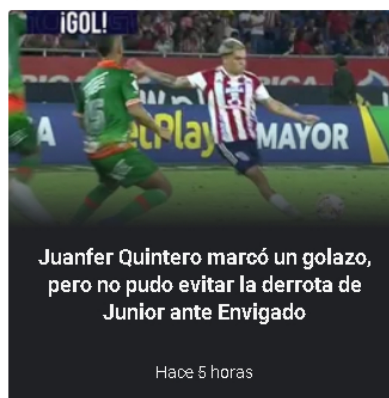 ¡GOL!
A
etPlay
MAYOR
Juanfer Quintero marcó un golazo,
pero no pudo evitar la derrota de
Junior ante Envigado
Hace 5 horas